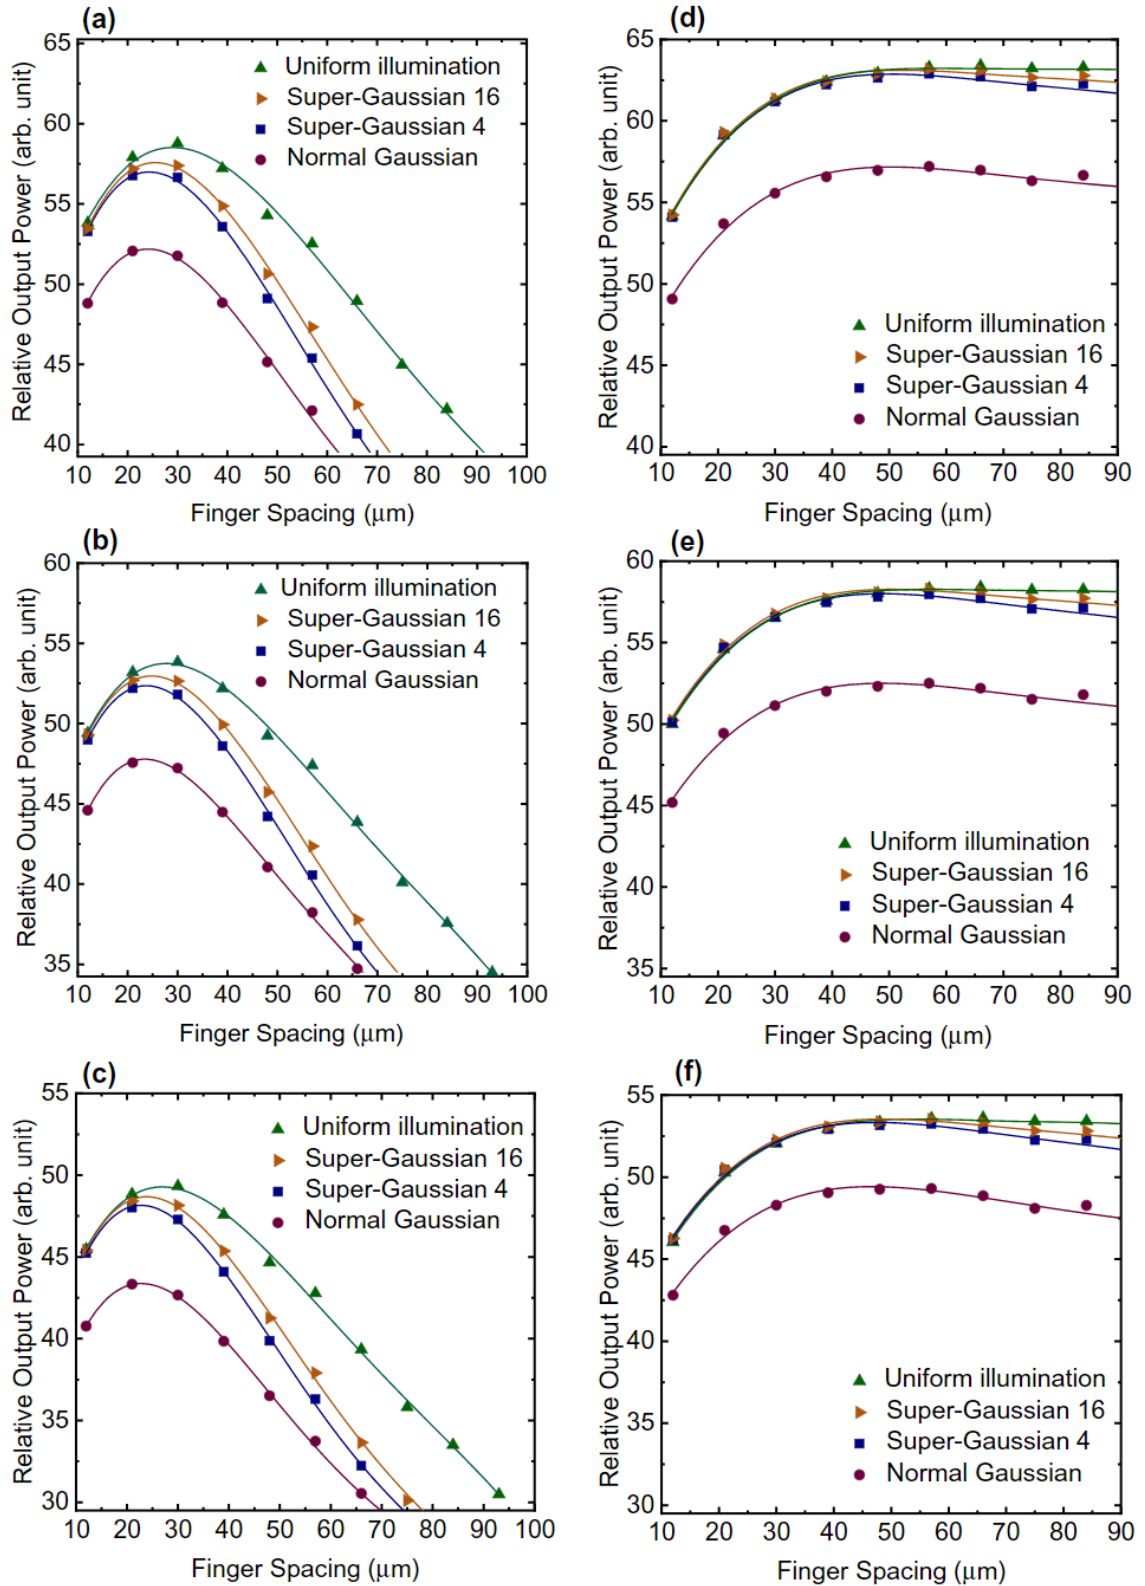 (a)
65
60
55
50
45
40
Relative Output Power (arb. unit)
Uniform illumination
Super-Gaussian 16
Super-Gaussian 4
Normal Gaussian
10 20 30 40 50 60 70 80 90 100
Finger Spacing (μm)
(b)
60
55
50
45
40
35
Relative Output Power (arb. unit)
Uniform illumination
Super-Gaussian 16
Super-Gaussian 4
Normal Gaussian
10 20 30 40 50 60 70 80 90 100
Finger Spacing (μm)
(c)
55
50
45
40
35
30
Relative Output Power (arb. unit)
Uniform illumination
Super-Gaussian 16
Super-Gaussian 4
Normal Gaussian
10 20 30 40 50 60 70 80 90 100
Finger Spacing (μm)
(d)
65
60
55
50
45
40
Relative Output Power (arb. unit)
Uniform illumination
Super-Gaussian 16
Super-Gaussian 4
Normal Gaussian
10 20 30 40 50 60 70 80 90
Finger Spacing (μm)
(e)
60
55
50
45
40
35
Relative Output Power (arb. unit)
Uniform illumination
Super-Gaussian 16
Super-Gaussian 4
Normal Gaussian
10 20 30 40 50 60 70 80 90
Finger Spacing (μm)
(f)
55
50
45
40
35
30
Relative Output Power (arb. unit)
Uniform illumination
Super-Gaussian 16
Super-Gaussian 4
Normal Gaussian
10 20 30 40 50 60 70 80 90
Finger Spacing (μm)